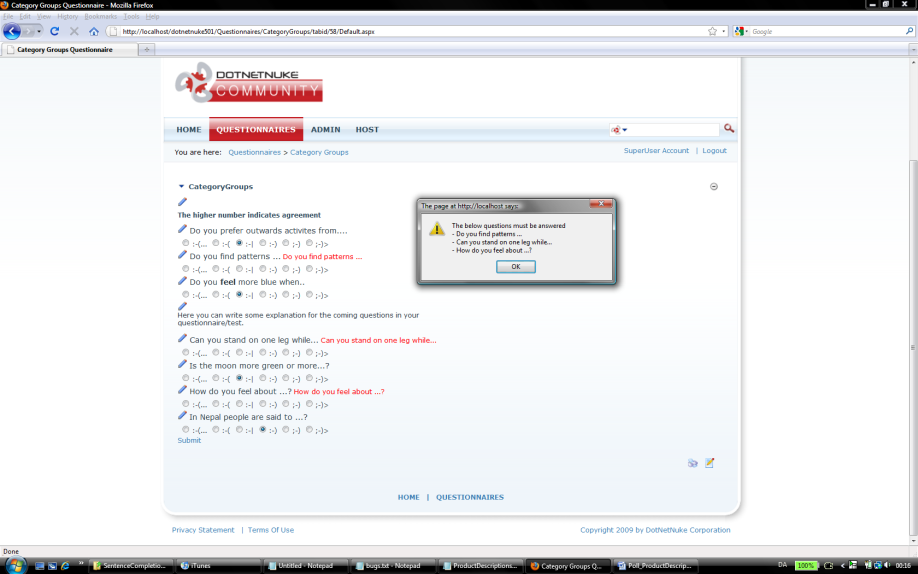 Category Groups Questionnaire - Mozilla Firefox
File Edit View History Bookmarks Tools Help
http://localhost/dotnetnuke501/Questionnaires/CategoryGroups/tabid/58/Default.aspx
Google
Category Groups Questionnaire
DOTNETNUKE
COMMUNITY
HOME QUESTIONNAIRES ADMIN HOST
You are here: Questionnaires > Category Groups
SuperUser Account | Logout
CategoryGroups
The higher number indicates agreement
Do you prefer outwards activites from....
:-(... :-( :-| :-) ;-) ;-)>
Do you find patterns ... Do you find patterns ...
:-(... :-( :-| :-) ;-) ;-)>
Do you feel more blue when..
:-(... :-( :-| :-) ;-) ;-)>
Here you can write some explanation for the coming questions in your
questionnaire/test.
Can you stand on one leg while... Can you stand on one leg while...
:-(... :-( :-| :-) ;-) ;-)>
Is the moon more green or more...?
:-(... :-( :-| :-) ;-) ;-)>
How do you feel about ...? How do you feel about ...?
:-(... :-( :-| :-) ;-) ;-)>
In Nepal people are said to ...?
:-(... :-( :-| :-) ;-) ;-)>
Submit
The page at http://localhost says:
The below questions must be answered
- Do you find patterns ...
- Can you stand on one leg while...
- How do you feel about ...?
OK
HOME | QUESTIONNAIRES
Privacy Statement | Terms Of Use
Copyright 2009 by DotNetNuke Corporation
Done
SentenceCompletio... iTunes Untitled - Notepad bugs.txt - Notepad ProductDescriptions... Category Groups Q... Poll_ProductDescrip... DA 100% 00:16